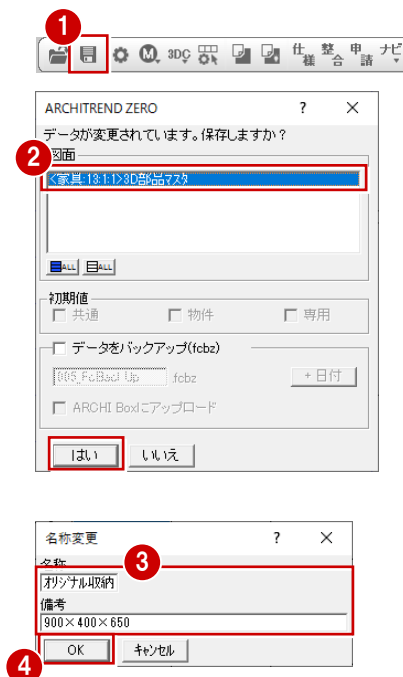 1
3DC 仕様 整合 申請 ナビ
ARCHITREND ZERO ? ×
データが変更されています。保存しますか?
2
図面
<家具:13:1:1>3D部品マスタ
ALL ALL
初期値
共通 物件 専用
データをバックアップ(fcbz)
005_FcBacl Up .fcbz +日付
ARCHI Boxにアップロード
はい いいえ
名称変更 ? ×
3
名称
オリジナル収納
備考
900×400×650
OK キャンセル
4